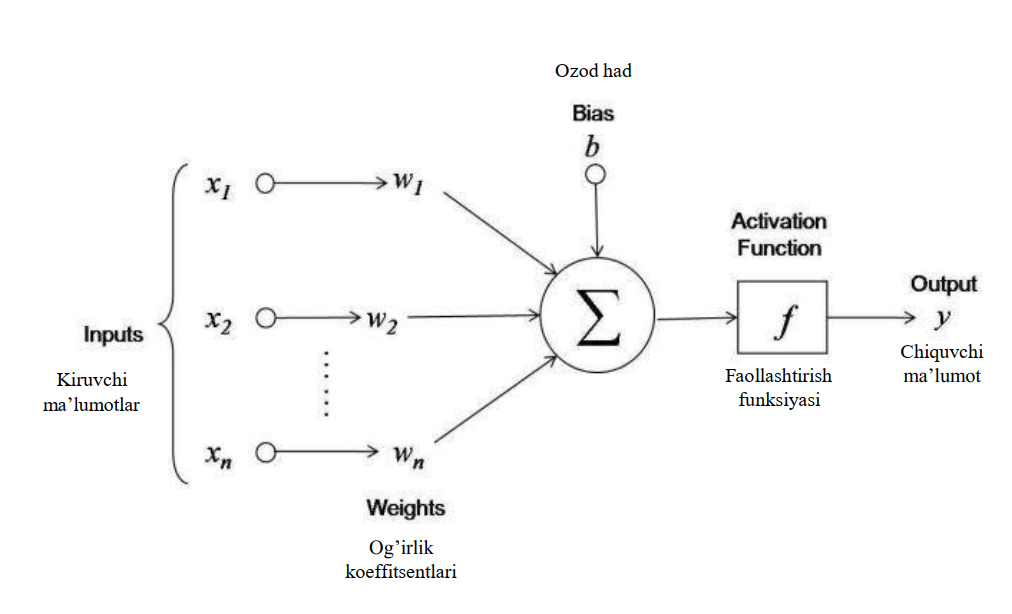 Ozod had
Bias
b
x1
w1
Activation
Function
Output
Inputs
x2
w2
Σ
f
y
Kiruvchi
ma’lumotlar
Faollashtirish
funksiyasi
Chiquvchi
ma’lumot
xn
wn
Weights
Og’irlik
koeffitsentlari